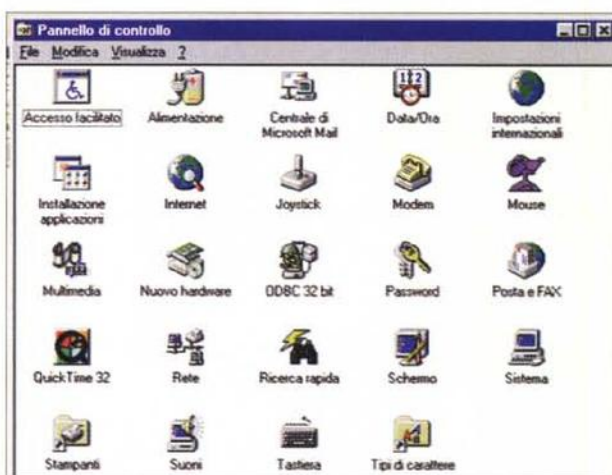 Pannello di controllo
File Modifica Visualizza ?
Accesso facilitato
Alimentazione
Centrale di
Microsoft Mail
Data/Ora
Impostazioni
internazionali
Installazione
applicazioni
Internet
Joystick
Modem
Mouse
Multimedia
Nuovo hardware
ODBC 32 bit
Password
Posta e FAX
QuickTime 32
Rete
Ricerca rapida
Schermo
Sistema
Stampanti
Suoni
Tastiera
Tipi di carattere